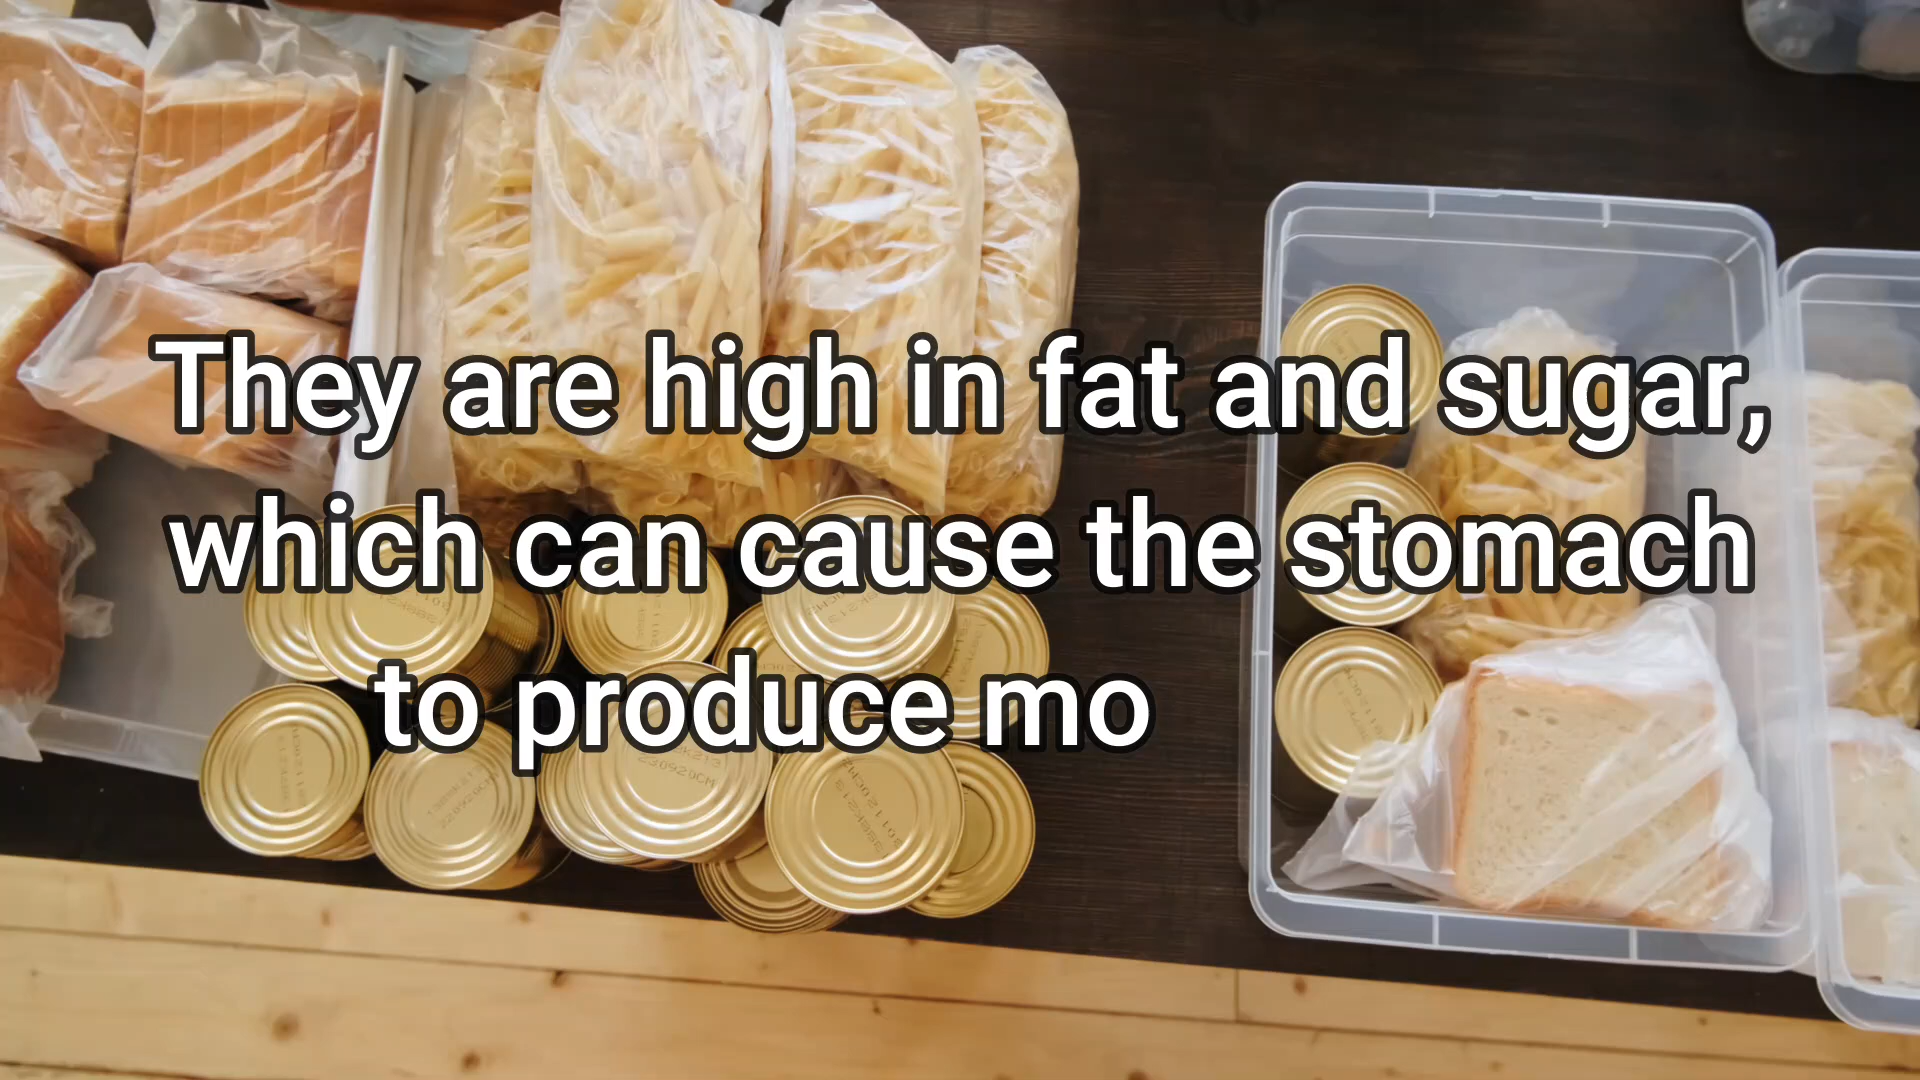 They are high in fat and sugar,
which can cause the stomach
to produce mo